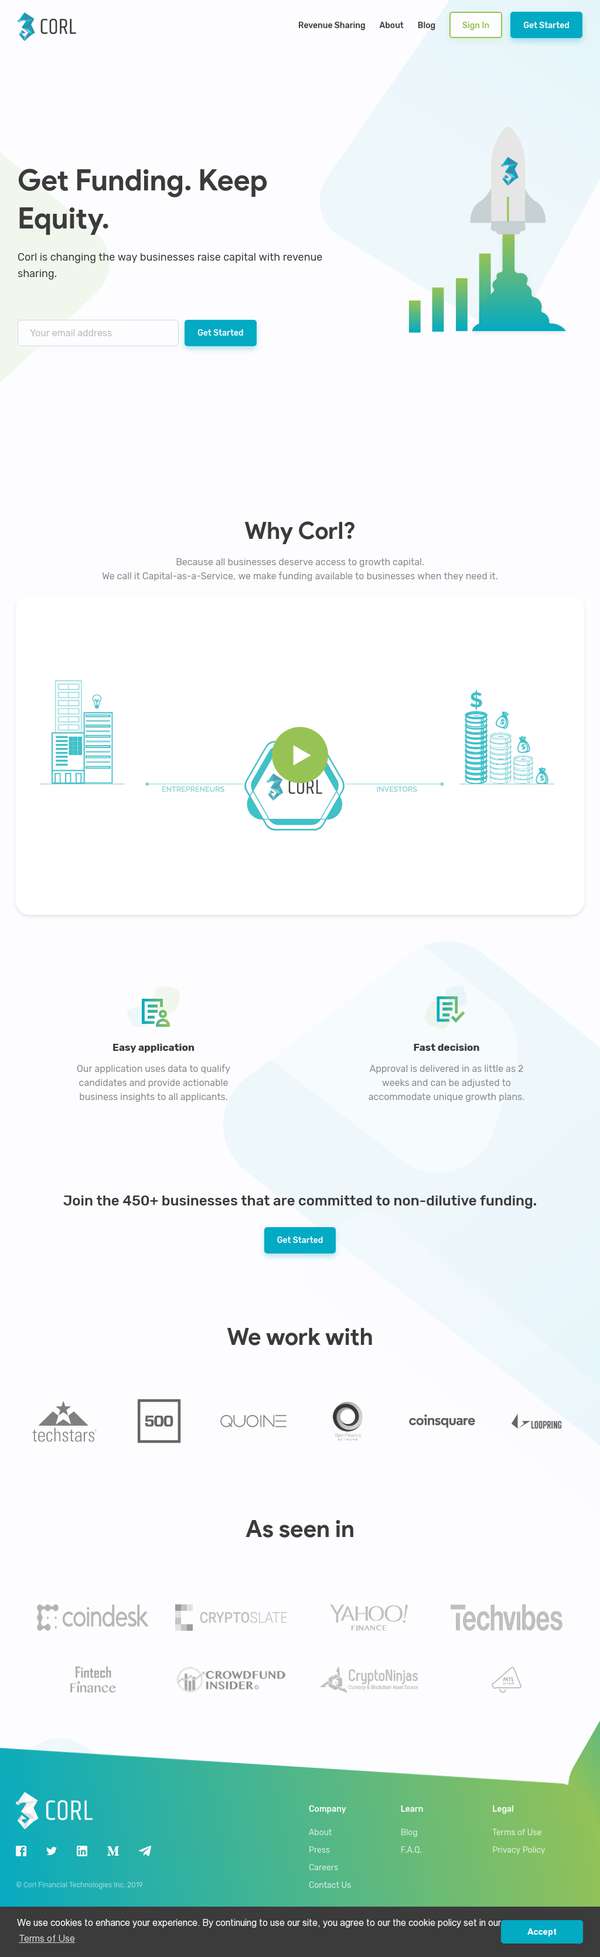 CORL
Revenue Sharing
About
Blog
Sign In
Get Started
Get Funding. Keep
Equity.
Corl is changing the way businesses raise capital with revenue
sharing.
Your email address
Get Started
Why Corl?
Because all businesses deserve access to growth capital.
We call it Capital-as-a-Service, we make funding available to businesses when they need it.
ENTREPRENEURS
CORL
INVESTORS
Easy application
Our application uses data to qualify
candidates and provide actionable
business insights to all applicants.
Fast decision
Approval is delivered in as little as 2
weeks and can be adjusted to
accommodate unique growth plans.
Join the 450+ businesses that are committed to non-dilutive funding.
Get Started
We work with
techstars
500
QUOINE
coinsquare
LOOPRING
As seen in
coindesk
CRYPTOSLATE
YAHOO!
FINANCE
Techvibes
Fintech
Finance
CROWDFUND
INSIDER
CryptoNinjas
CORL
Company
About
Press
Careers
Contact Us
Learn
Blog
F.A.Q.
Legal
Terms of Use
Privacy Policy
© Corl Financial Technologies Inc. 2019
We use cookies to enhance your experience. By continuing to use our site, you agree to our the cookie policy set in our
Terms of Use
Accept